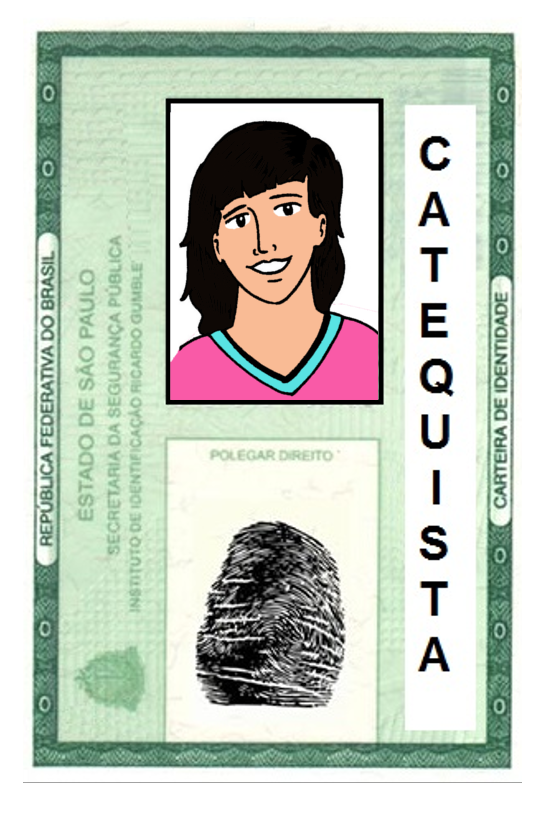 REPÚBLICA FEDERATIVA DO BRASIL
ESTADO DE SÃO PAULO
SECRETARIA DA SEGURANÇA PÚBLICA
INSTITUTO DE IDENTIFICAÇÃO RICARDO GUMBLE
POLEGAR DIREITO
CATEQUISTA
CARTEIRA DE IDENTIDADE